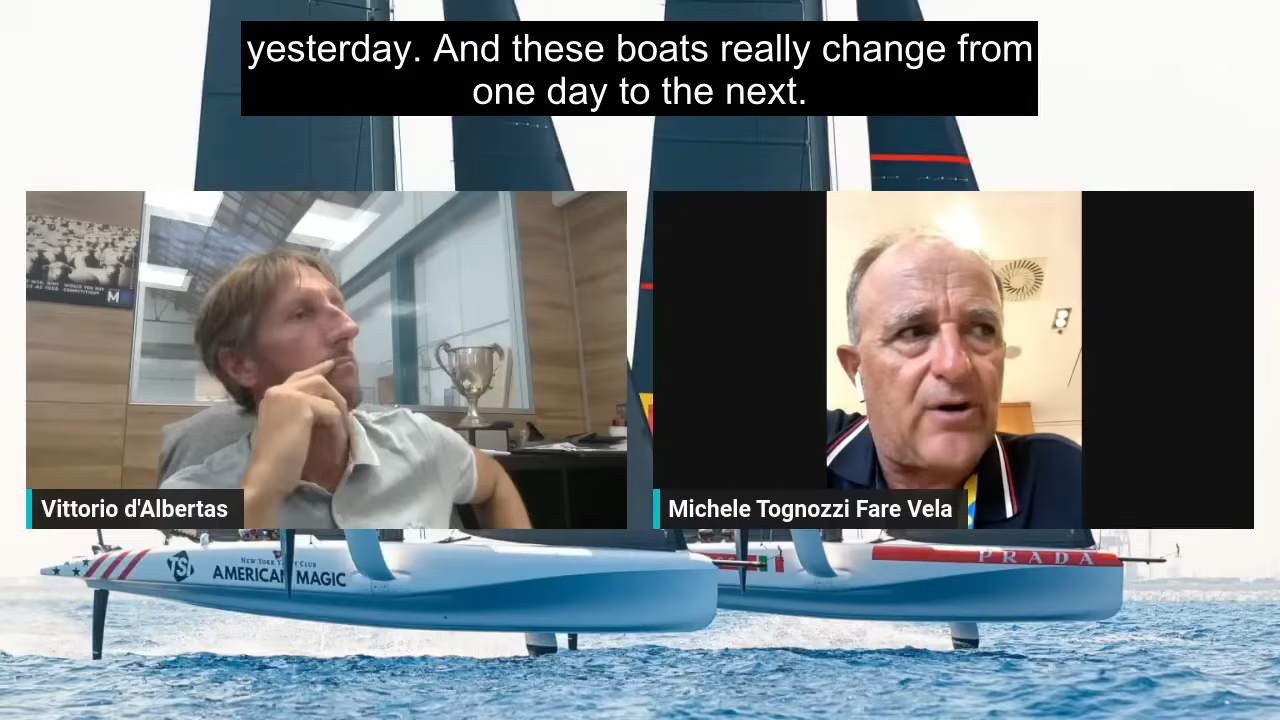 yesterday. And these boats really change from
one day to the next.
M
Vittorio d'Albertas
Michele Tognozzi Fare Vela
NEW YORK YACHT CLUB
AMERICAN MAGIC
TSL
PRADA